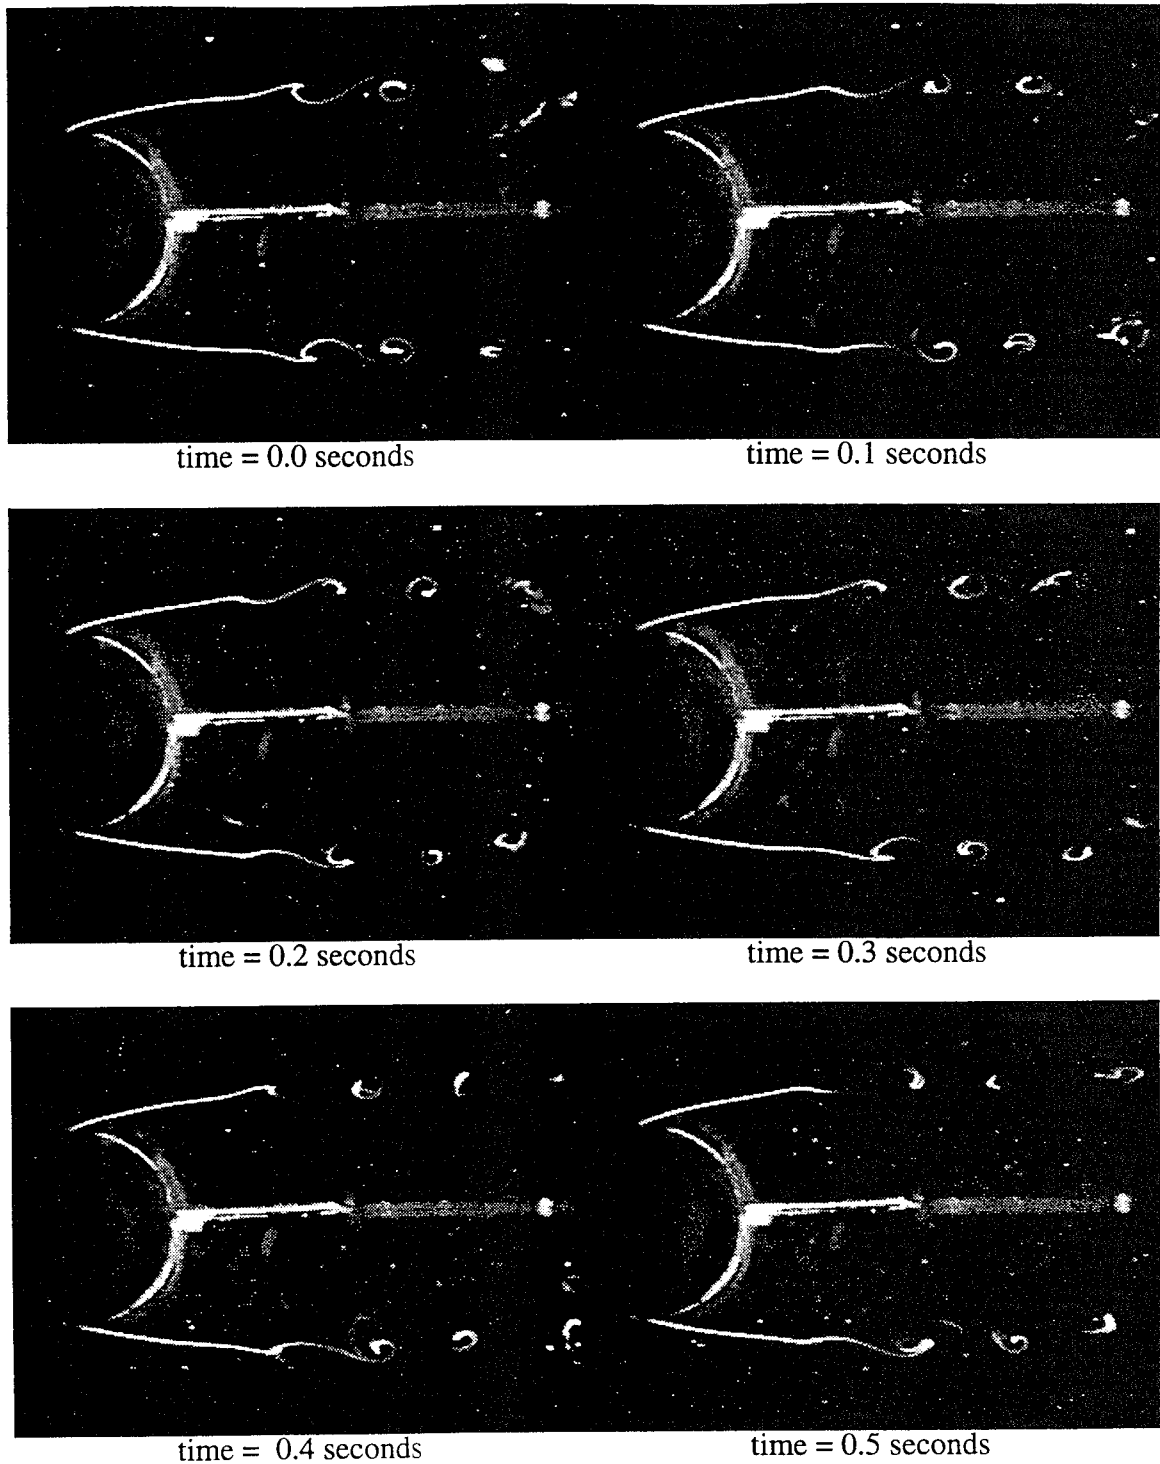 time = 0.0 seconds
time = 0.1 seconds
time = 0.2 seconds
time = 0.3 seconds
time = 0.4 seconds
time = 0.5 seconds